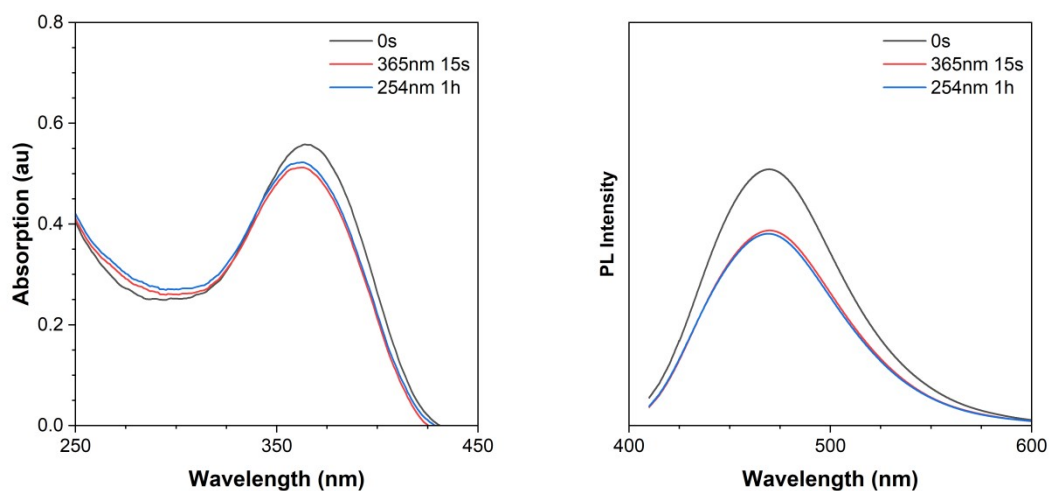 0.8
0.6
0.4
0.2
0.0
Absorption (au)
0s
365nm 15s
254nm 1h
250
350
450
Wavelength (nm)
PL Intensity
0s
365nm 15s
254nm 1h
400
500
600
Wavelength (nm)